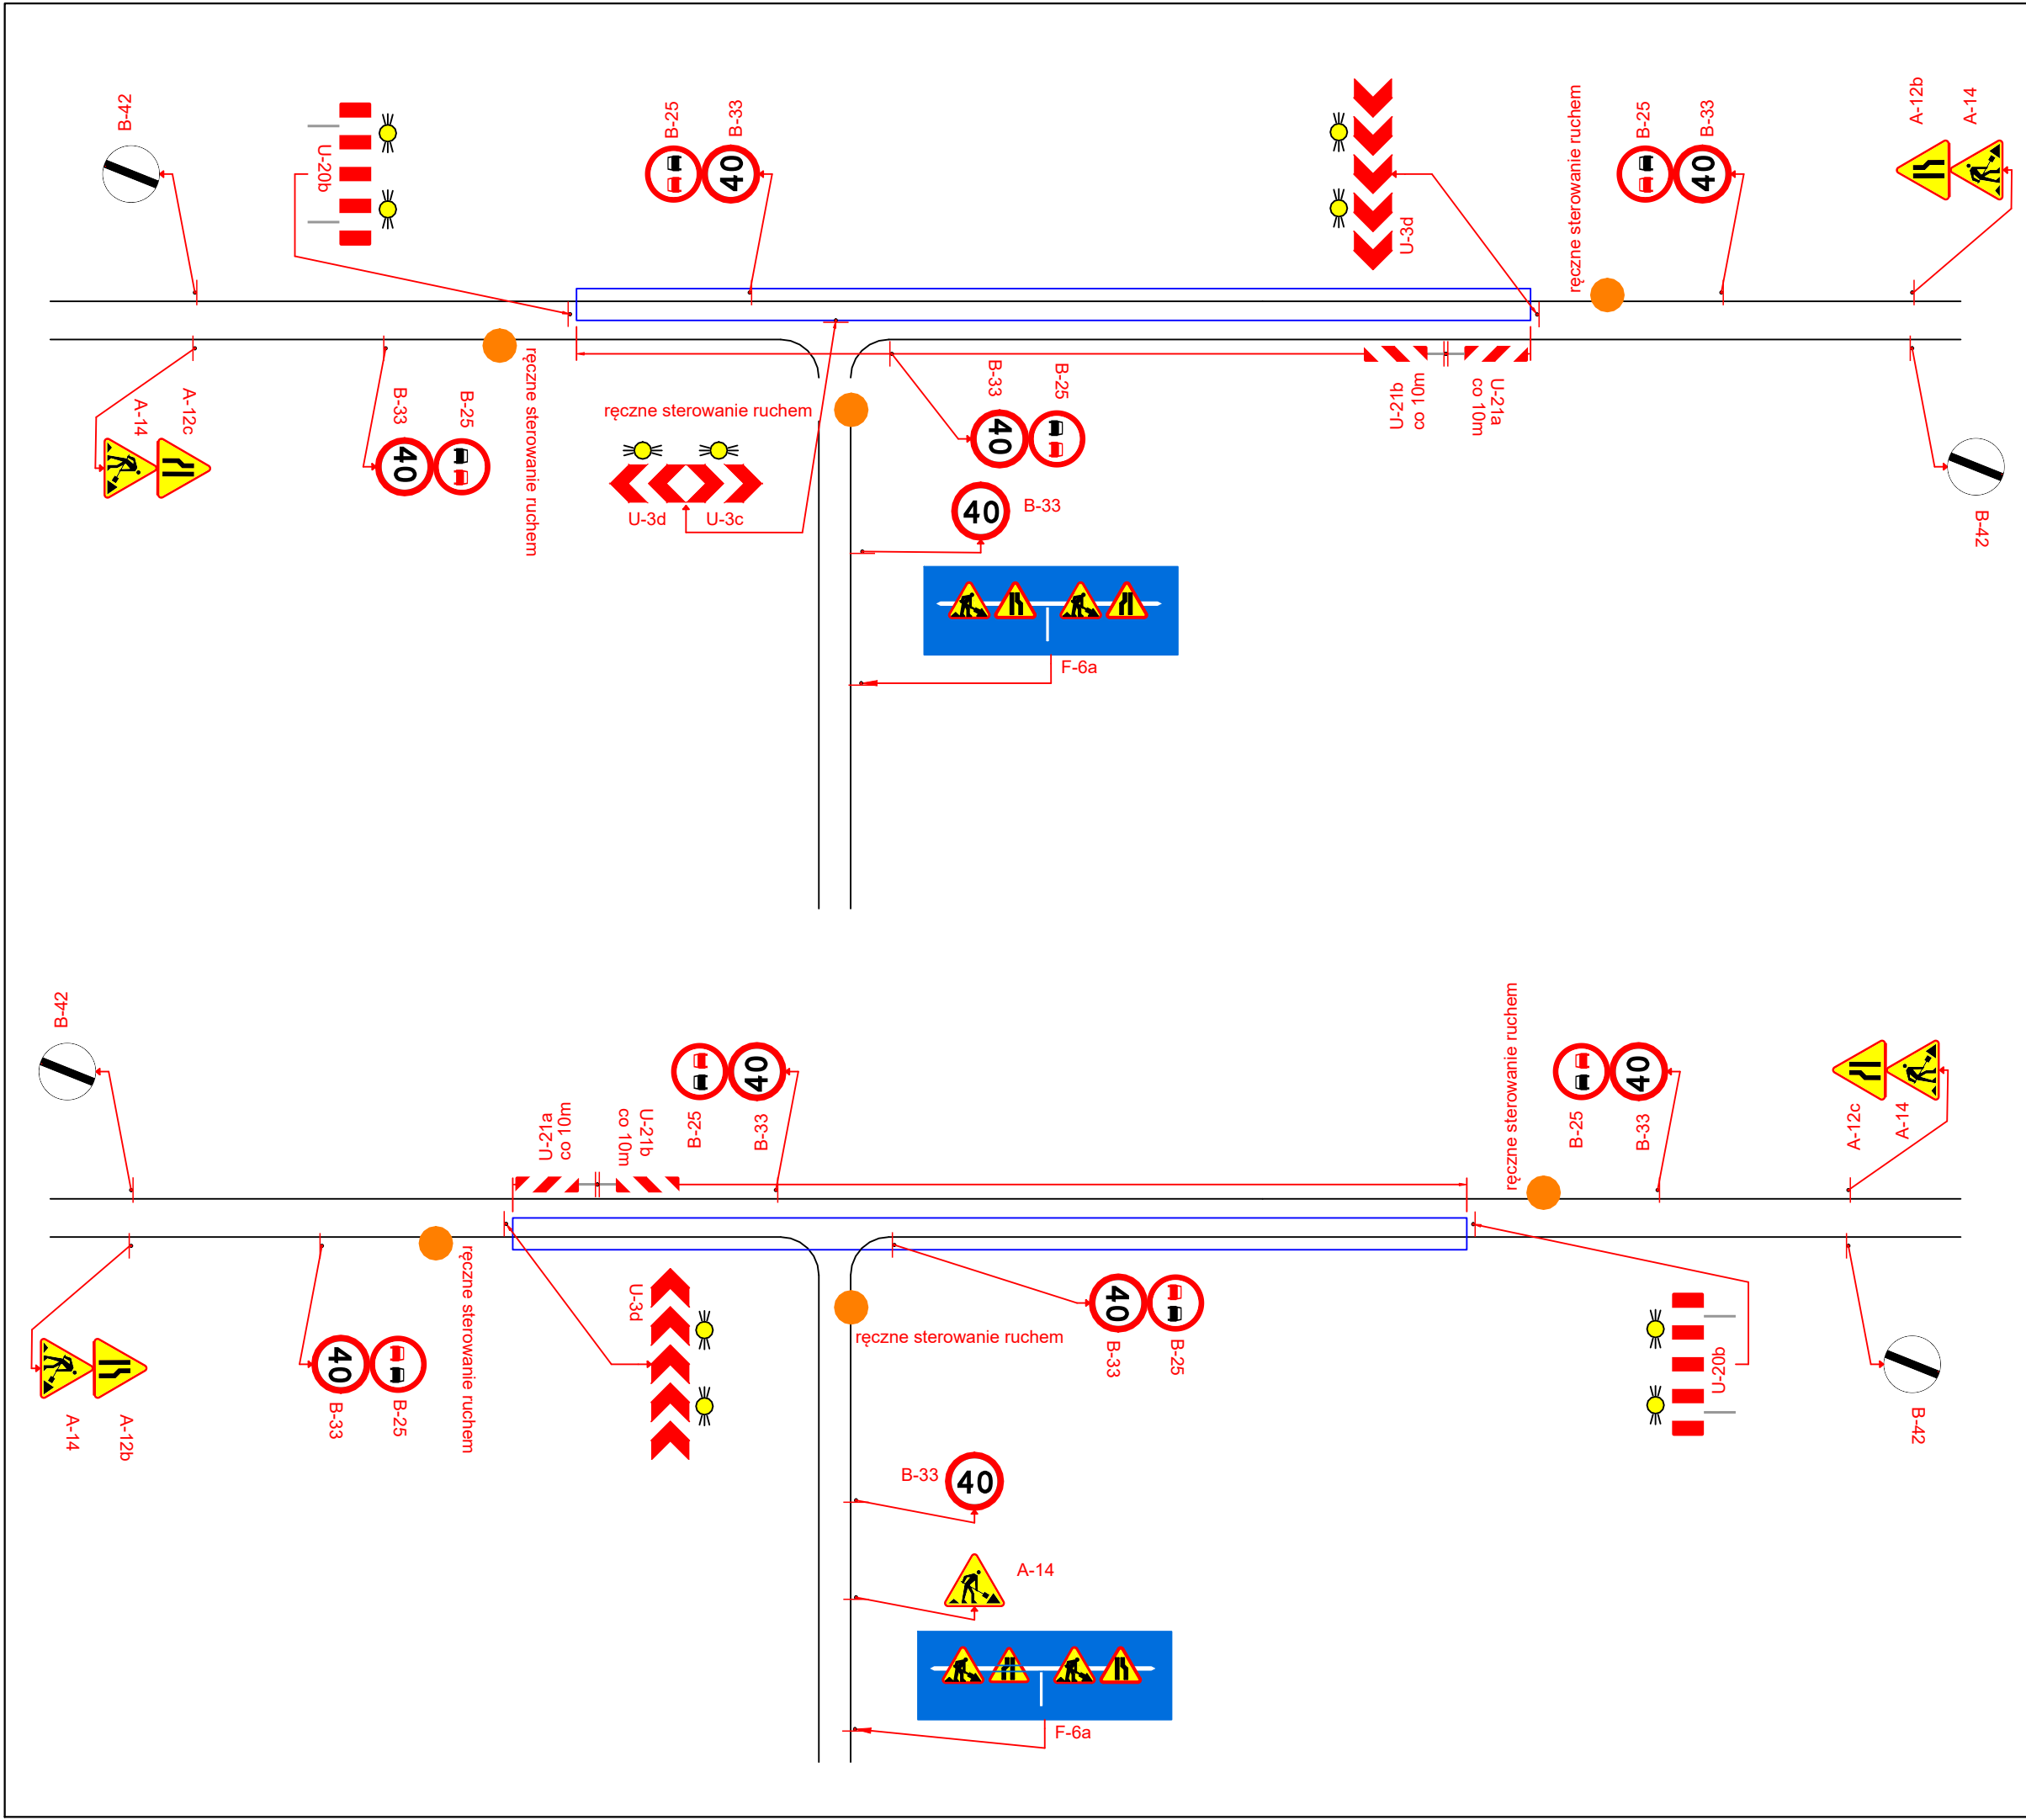 B-42
U-20b
B-25
B-33
40
U-3d
ręczne sterowanie ruchem
B-25
B-33
40
A-12b
A-14
A-14
A-12c
B-33
B-25
40
ręczne sterowanie ruchem
ręczne sterowanie ruchem
U-3d
U-3c
B-33
B-25
40
U-21b
co 10m
U-21a
co 10m
B-42
40
B-33
F-6a
B-42
U-21a
co 10m
U-21b
co 10m
B-25
B-33
40
ręczne sterowanie ruchem
B-25
B-33
40
A-12c
A-14
A-14
A-12b
40
B-33
B-25
ręczne sterowanie ruchem
U-3d
ręczne sterowanie ruchem
40
B-33
B-25
U-20b
B-42
B-33
40
A-14
F-6a